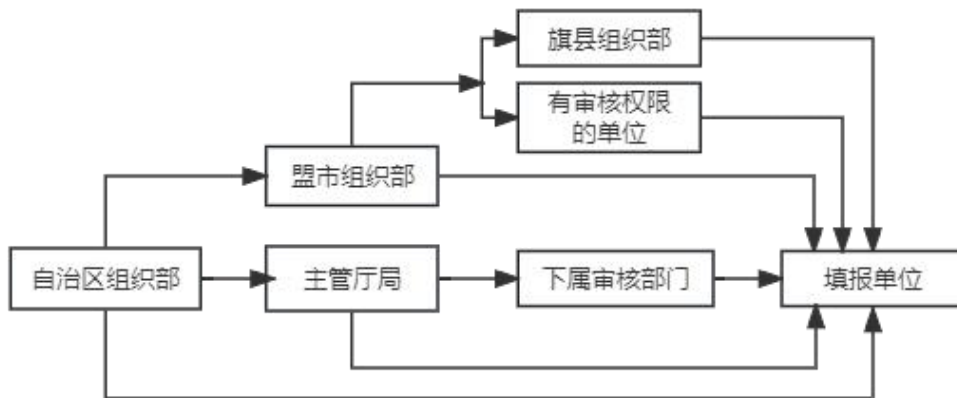 旗县组织部
有审核权限
的单位
盟市组织部
自治区组织部
主管厅局
下属审核部门
填报单位